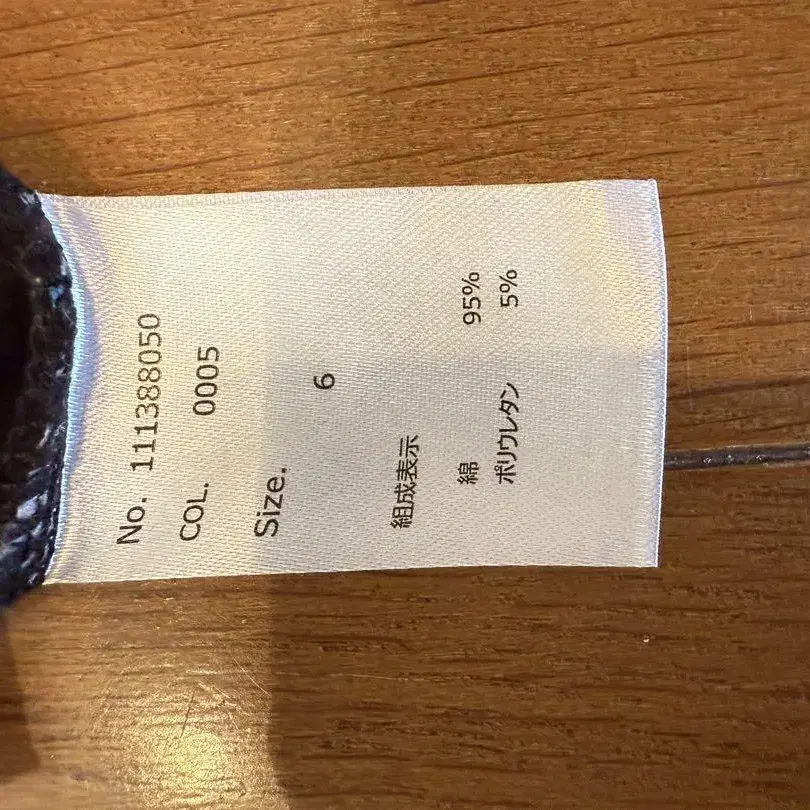 No. 111388050
COL. 0005
Size. 6
組成表示
綿 95%
ポリウレタン 5%